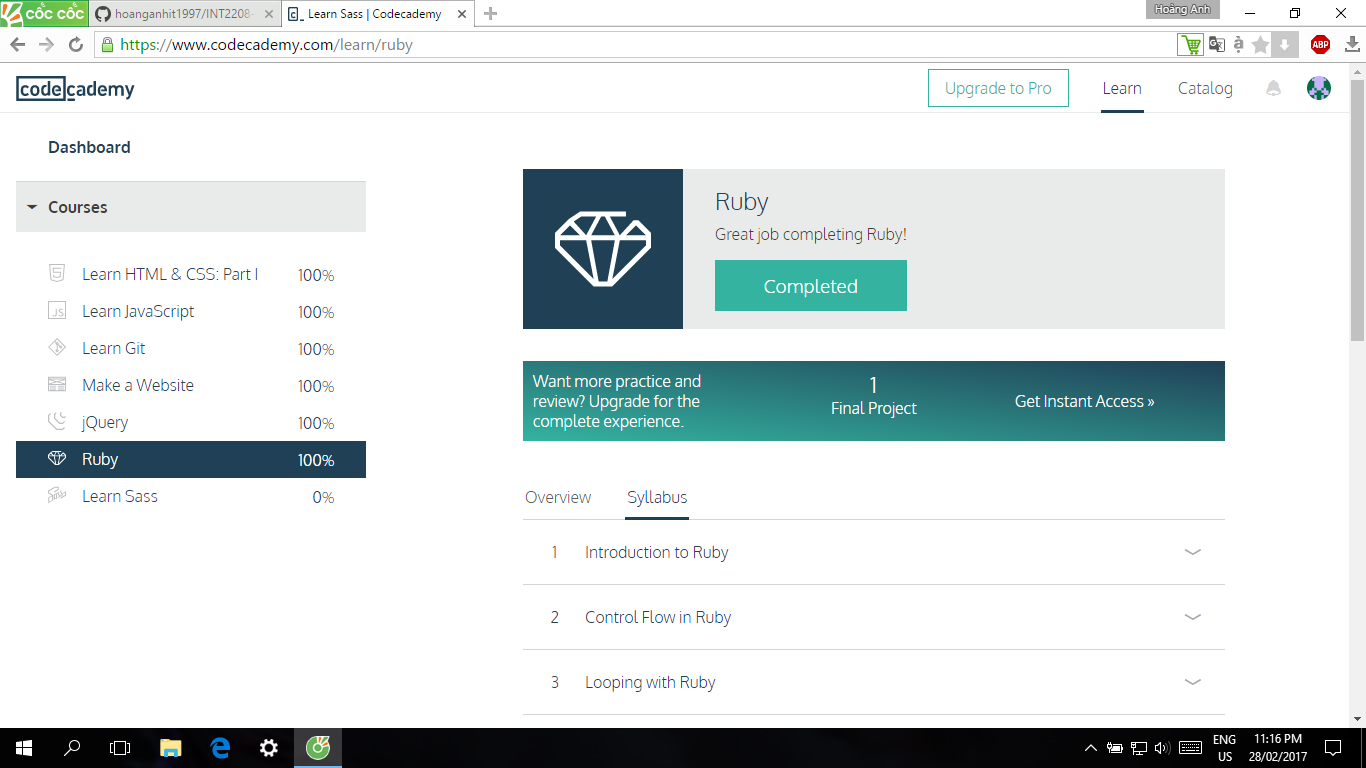 CỐC CỐC
hoanganhit1997/INT2208
Learn Sass | Codecademy
Hoàng Anh
https://www.codecademy.com/learn/ruby
ABP
codecademy
Upgrade to Pro
Learn
Catalog
Dashboard
Courses
Learn HTML & CSS: Part I 100%
JS Learn JavaScript 100%
Learn Git 100%
Make a Website 100%
jQuery 100%
Ruby 100%
Learn Sass 0%
Ruby
Great job completing Ruby!
Completed
Want more practice and
review? Upgrade for the
complete experience.
1
Final Project
Get Instant Access »
Overview
Syllabus
1 Introduction to Ruby
2 Control Flow in Ruby
3 Looping with Ruby
ENG
US
11:16 PM
28/02/2017